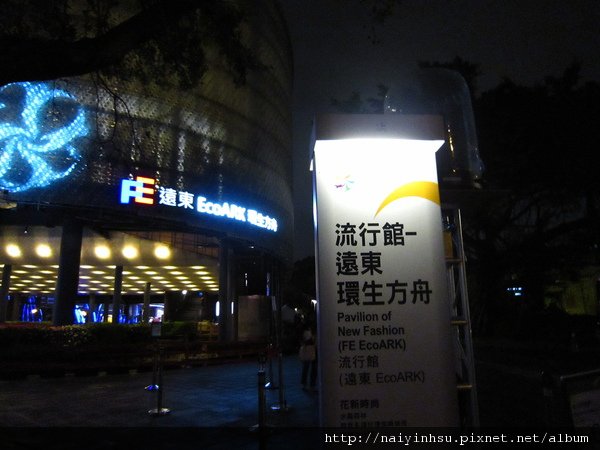 FE 遠東 EcoARK 環生方舟
流行館-
遠東
環生方舟
Pavilion of
New Fashion
(FE EcoARK)
流行館
(遠東 EcoARK)
花新時尚
http://naiyinhsu.pixnet.net/album